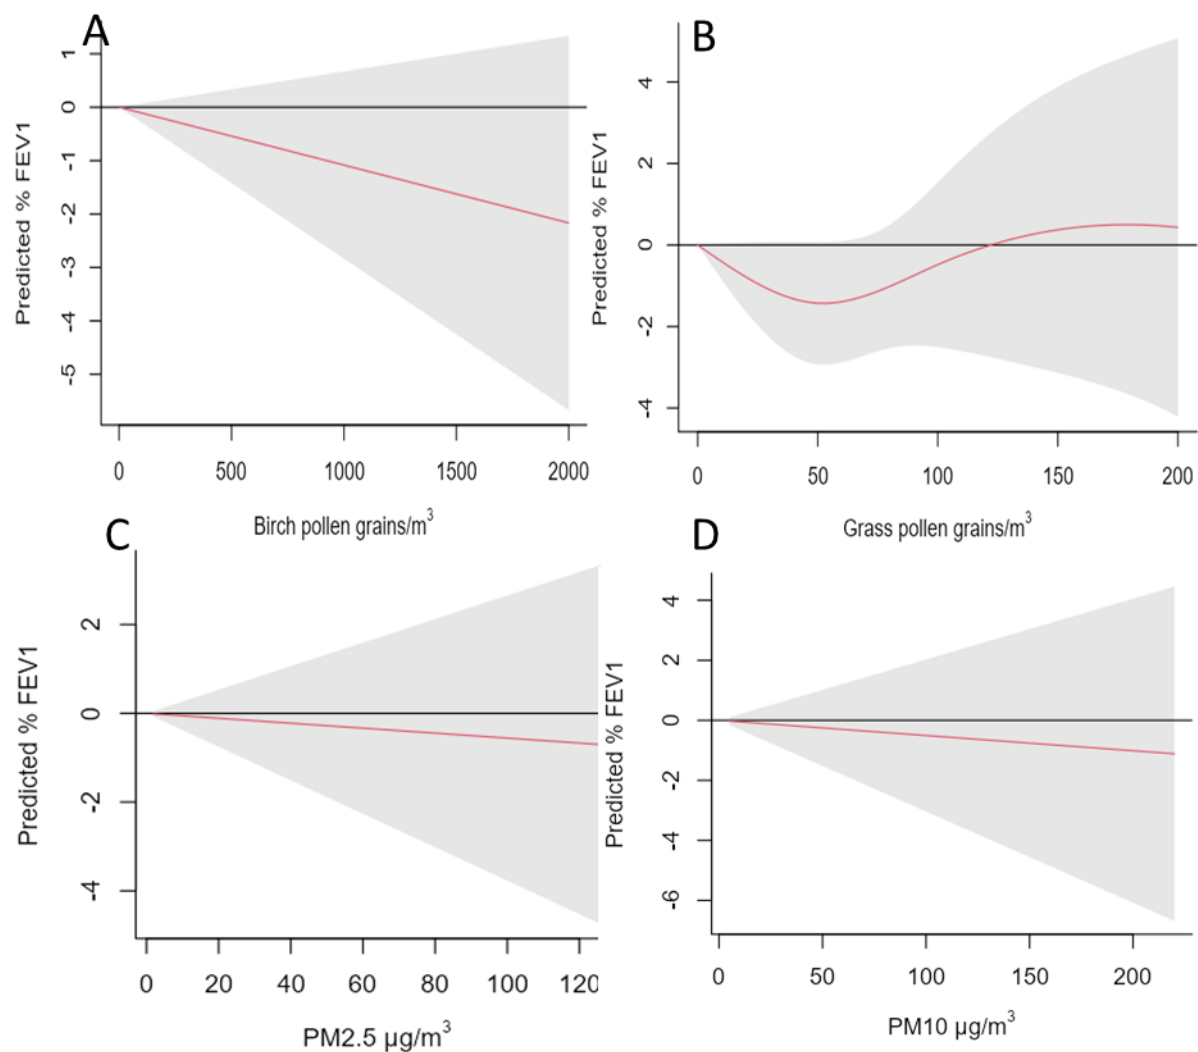 A
Predicted % FEV1
1
0
-1
-2
-3
-4
-5
0 500 1000 1500 2000
Birch pollen grains/m³
B
Predicted % FEV1
4
2
0
-2
-4
0 50 100 150 200
Grass pollen grains/m³
C
Predicted % FEV1
2
0
-2
-4
0 20 40 60 80 100 120
PM2.5 µg/m³
D
Predicted % FEV1
4
2
0
-2
-4
-6
0 50 100 150 200
PM10 µg/m³